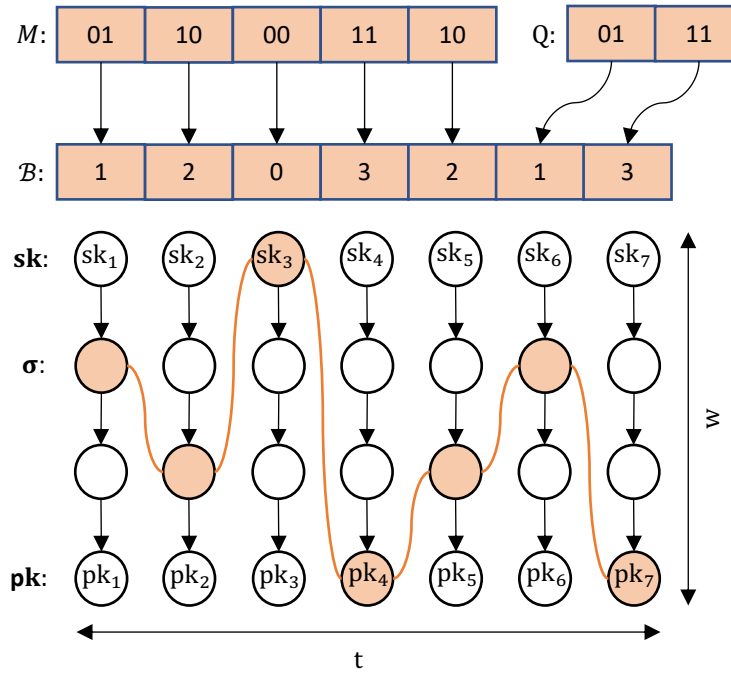 M: 01 10 00 11 10 Q: 01 11
ℬ: 1 2 0 3 2 1 3
sk: sk₁ sk₂ sk₃ sk₄ sk₅ sk₆ sk₇
σ:
w
pk: pk₁ pk₂ pk₃ pk₄ pk₅ pk₆ pk₇
t